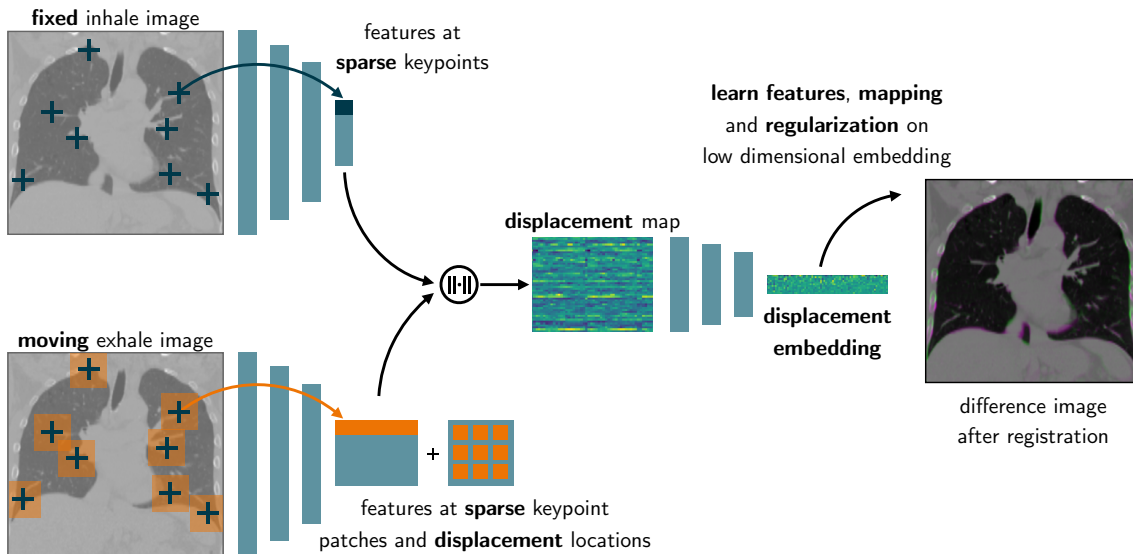 fixed inhale image
features at
sparse keypoints
learn features, mapping
and regularization on
low dimensional embedding
displacement map
||·||
displacement
embedding
moving exhale image
+
features at sparse keypoint
patches and displacement locations
difference image
after registration